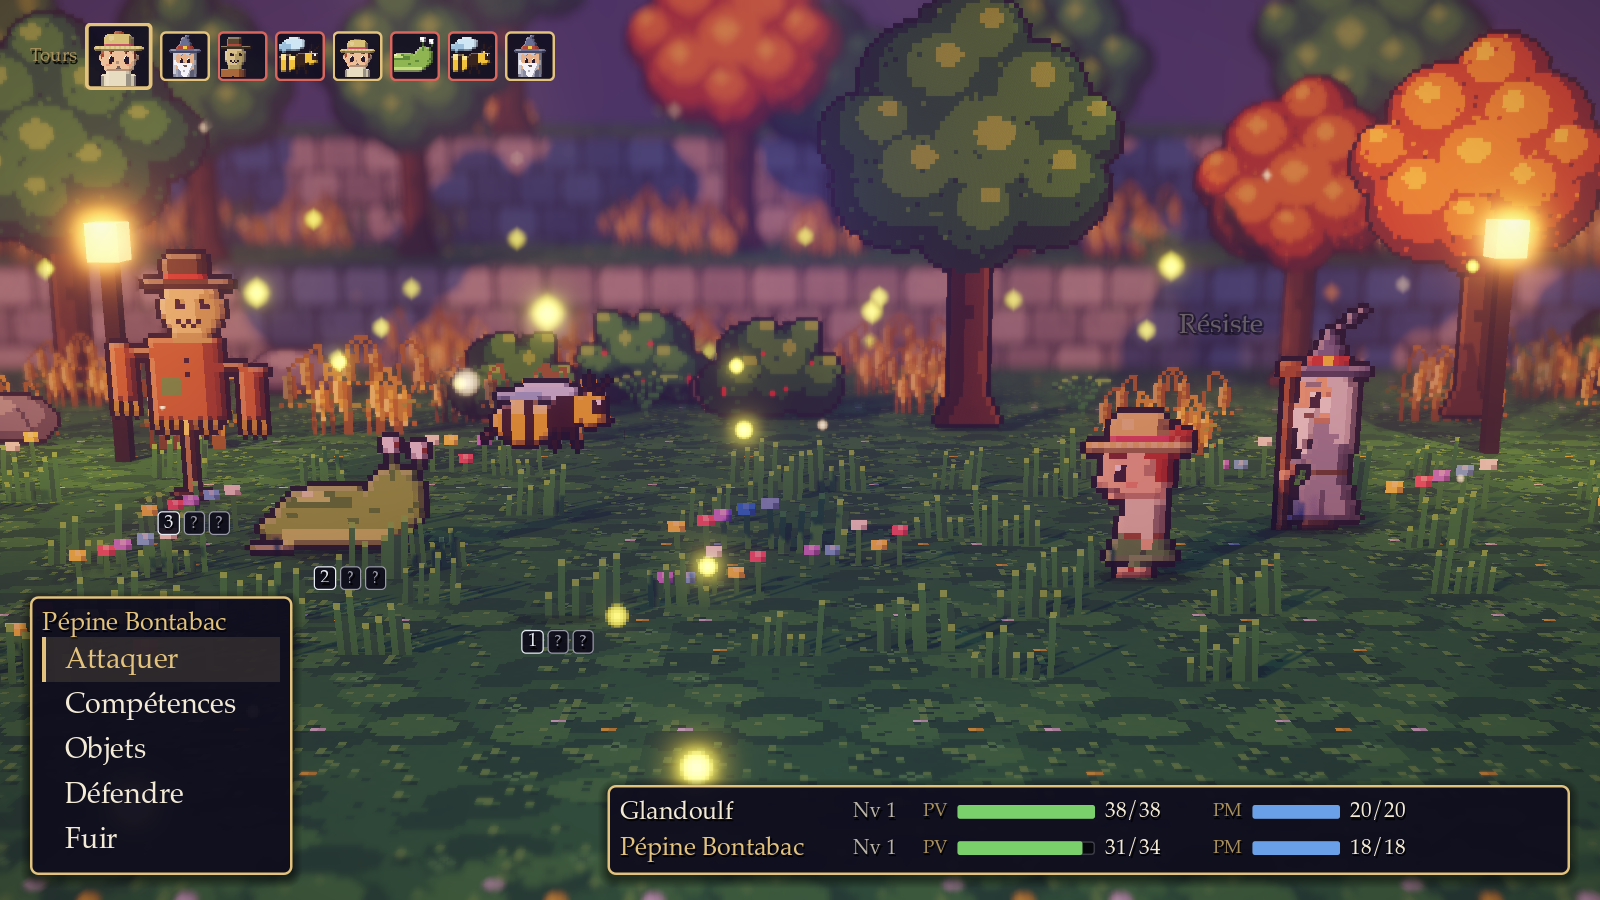 Tours
Résiste
3 ? ?
2 ? ?
1 ? ?
Pépine Bontabac
Attaquer
Compétences
Objets
Défendre
Fuir
Glandoulf Nv 1 PV 38/38 PM 20/20
Pépine Bontabac Nv 1 PV 31/34 PM 18/18